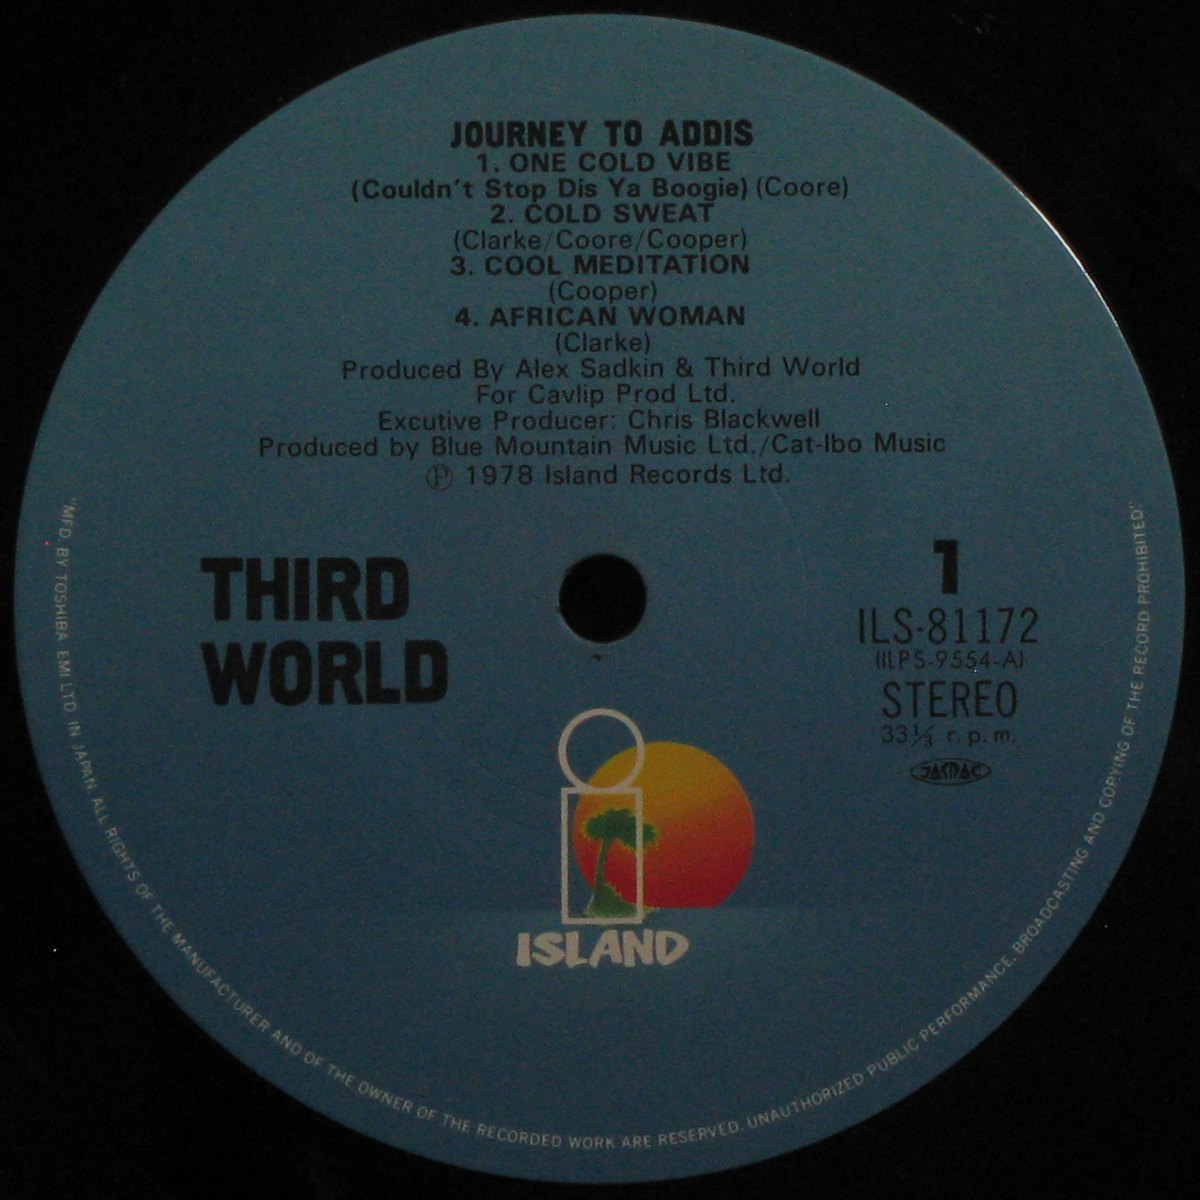 JOURNEY TO ADDIS
1. ONE COLD VIBE
(Couldn't Stop Dis Ya Boogie) (Coore)
2. COLD SWEAT
(Clarke/Coore/Cooper)
3. COOL MEDITATION
(Cooper)
4. AFRICAN WOMAN
(Clarke)
Produced By Alex Sadkin & Third World
For Cavlip Prod Ltd.
Excutive Producer: Chris Blackwell
Produced by Blue Mountain Music Ltd./Cat-Ibo Music
℗ 1978 Island Records Ltd.
THIRD
WORLD
1
ILS-81172
(ILPS-9554-A)
STEREO
33⅓ r.p.m.
JASRAC
ISLAND
"MFD. BY TOSHIBA EMI LTD. IN JAPAN ALL RIGHTS OF THE MANUFACTURER AND OF THE OWNER OF THE RECORDED WORK ARE RESERVED. UNAUTHORIZED PUBLIC PERFORMANCE. BROADCASTING AND COPYING OF THE RECORD PROHIBITED"